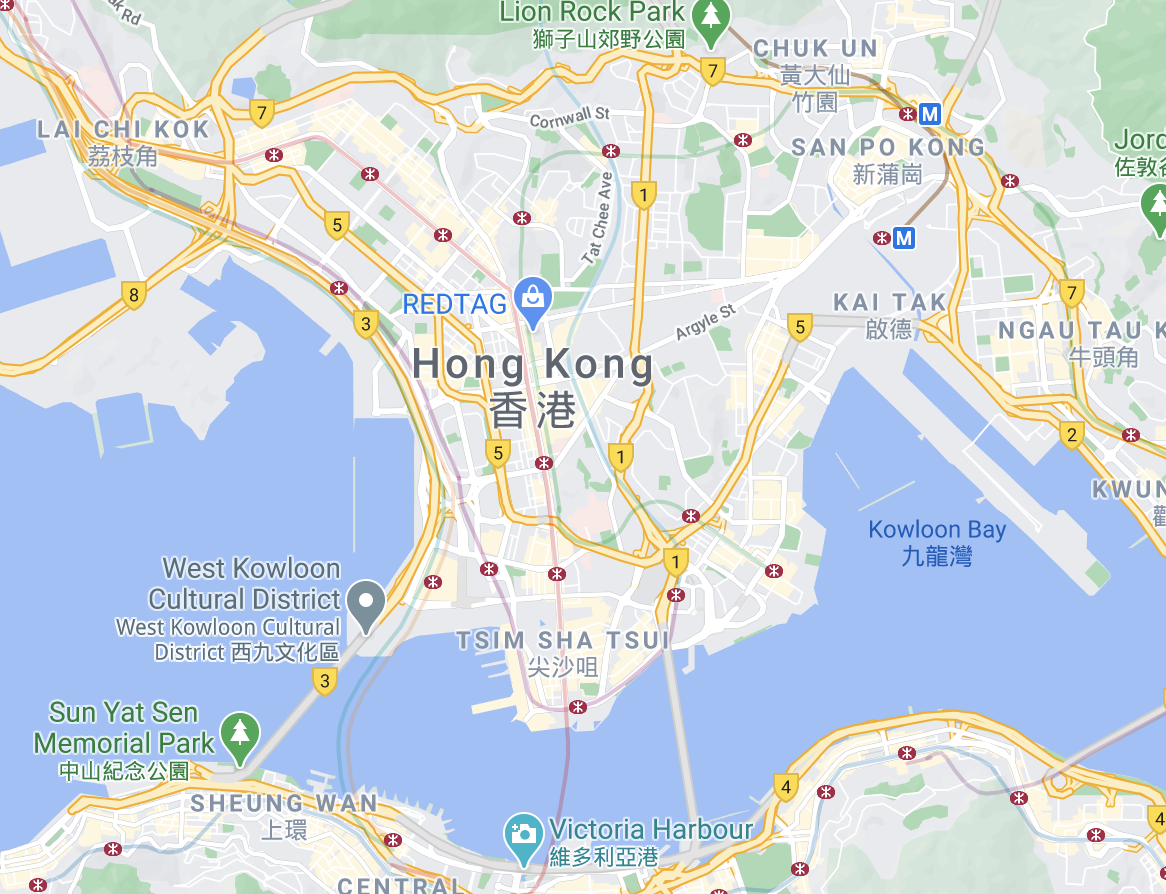 Lion Rock Park
獅子山郊野公園
CHUK UN
黃大仙
竹園
7
7
Cornwall St
M
LAI CHI KOK
荔枝角
SAN PO KONG
新蒲崗
佐敦谷
1
Tat Chee Ave
5
M
8
REDTAG
3
Argyle St
5
KAI TAK
啟德
7
NGAU TAU K
牛頭角
Hong Kong
香港
5
1
2
KWUN
觀
Kowloon Bay
九龍灣
1
West Kowloon
Cultural District
West Kowloon Cultural
District 西九文化區
TSIM SHA TSUI
尖沙咀
3
Sun Yat Sen
Memorial Park
中山紀念公園
SHEUNG WAN
上環
4
4
Victoria Harbour
維多利亞港
CENTRAL